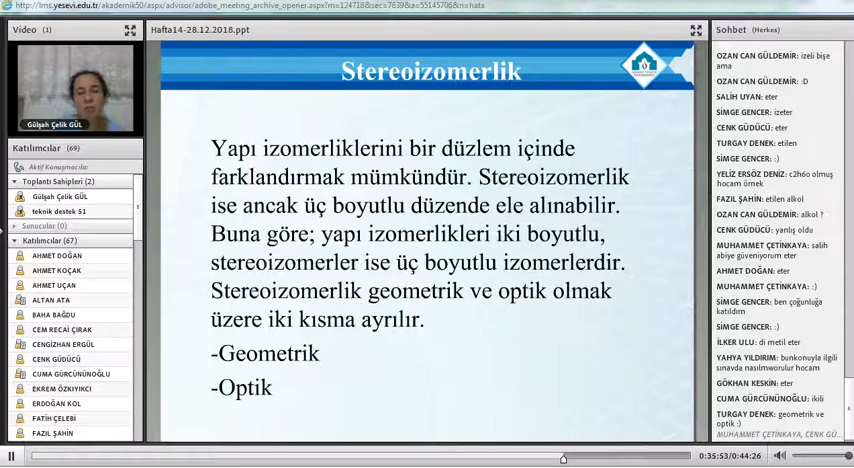 http://lms.yesevi.edu.tr/akademik50/aspx/advisor/adobe_meeting_archive_opener.aspx?m=124718&sec=7639&a=55145706&n=hata
Video (1)
Gülşah Çelik GÜL
Katılımcılar (69)
Aktif Konuşmacıla:
Toplantı Sahipleri (2)
Gülşah Çelik GÜL
teknik destek 51
Sunucular (0)
Katılımcılar (67)
AHMET DOĞAN
AHMET KOÇAK
AHMET UÇAN
ALTAN ATA
BAHA BAĞDU
CEM RECAİ ÇIRAK
CENGİZHAN ERGÜL
CENK GÜDÜCÜ
CUMA GÜRCÜNÜNOĞLU
EKREM ÖZKIYIKCI
ERDOĞAN KOL
FATİH ÇELEBİ
FAZIL ŞAHİN
Hafta14-28.12.2018.ppt
Stereoizomerlik
Yapı izomerliklerini bir düzlem içinde
farklandırmak mümkündür. Stereoizomerlik
ise ancak üç boyutlu düzende ele alınabilir.
Buna göre; yapı izomerlikleri iki boyutlu,
stereoizomerler ise üç boyutlu izomerlerdir.
Stereoizomerlik geometrik ve optik olmak
üzere iki kısma ayrılır.
-Geometrik
-Optik
Sohbet (Herkes)
OZAN CAN GÜLDEMİR: izeli bişe
ama
OZAN CAN GÜLDEMİR: :D
SALİH UYAN: eter
SİMGE GENCER: izeter
CENK GÜDÜCÜ: eter
TURGAY DENEK: etilen
SİMGE GENCER: :)
YELİZ ERSÖZ DENİZ: c2h6o olmuş
hocam örnek
FAZIL ŞAHİN: etilen alkol
OZAN CAN GÜLDEMİR: alkol ?
CENK GÜDÜCÜ: yanlış oldu
MUHAMMET ÇETİNKAYA: salih
abiye güveniyorum eter
AHMET DOĞAN: eter
MUHAMMET ÇETİNKAYA: :)
SİMGE GENCER: ben çoğunluğa
katıldım
SİMGE GENCER: :)
İLKER ULU: di metil eter
YAHYA YILDIRIM: bunkonuyla ilgili
sınavda nasılmworulur hocam
GÖKHAN KESKİN: eter
CUMA GÜRCÜNÜNOĞLU: ikili
TURGAY DENEK: geometrik ve
optik :)
MUHAMMET ÇETİNKAYA, CENK GÜ...
0:35:53/0:44:26